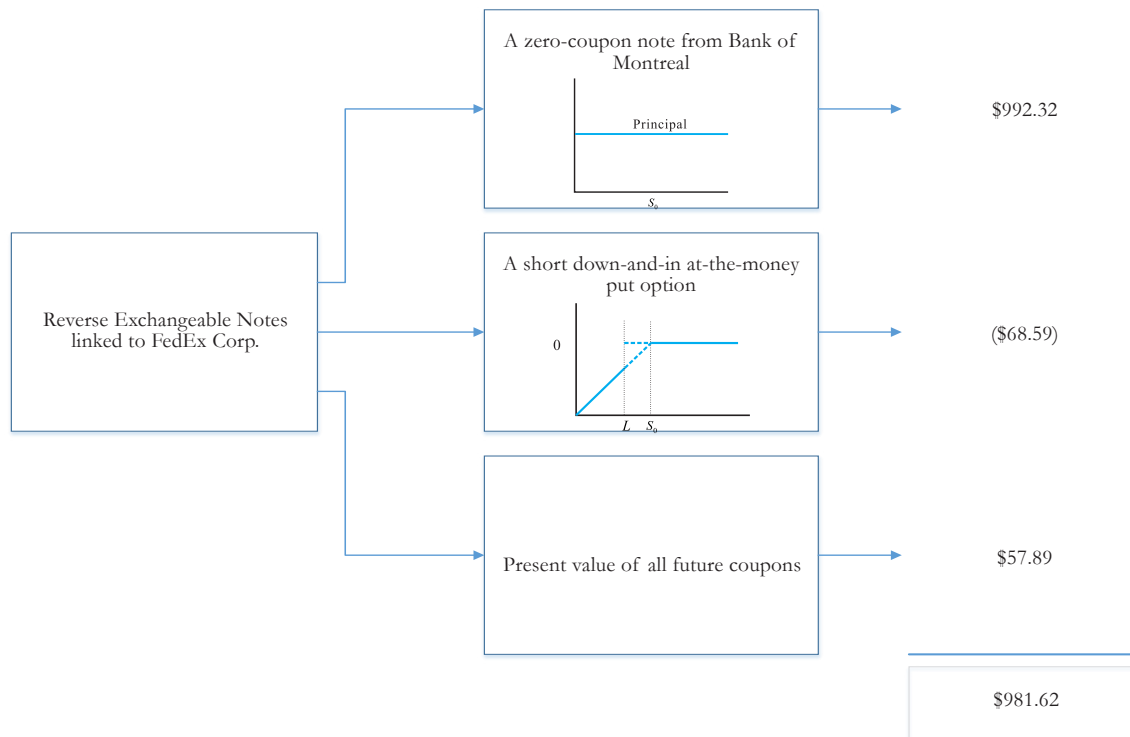 A zero-coupon note from Bank of
Montreal
Principal
S₀
$992.32
Reverse Exchangeable Notes
linked to FedEx Corp.
A short down-and-in at-the-money
put option
0
L S₀
($68.59)
Present value of all future coupons
$57.89
$981.62